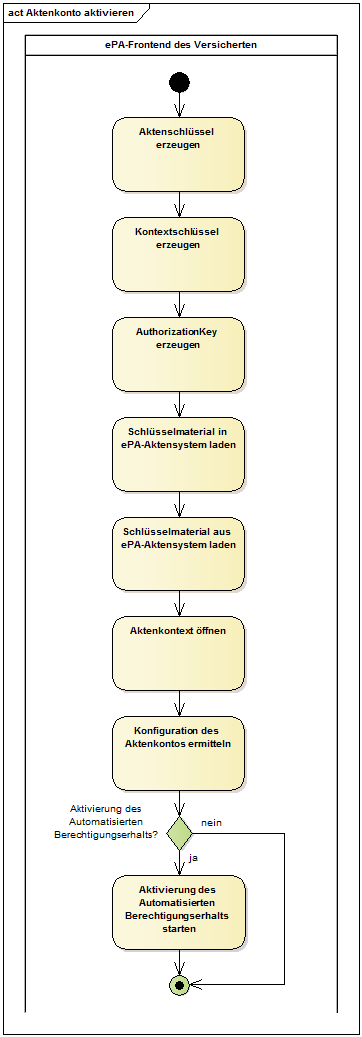 act Aktenkonto aktivieren
ePA-Frontend des Versicherten
Aktenschlüssel
erzeugen
Kontextschlüssel
erzeugen
AuthorizationKey
erzeugen
Schlüsselmaterial in
ePA-Aktensystem laden
Schlüsselmaterial aus
ePA-Aktensystem laden
Aktenkontext öffnen
Konfiguration des
Aktenkontos ermitteln
Aktivierung des
Automatisierten
Berechtigungserhalts?
nein
ja
Aktivierung des
Automatisierten
Berechtigungserhalts
starten